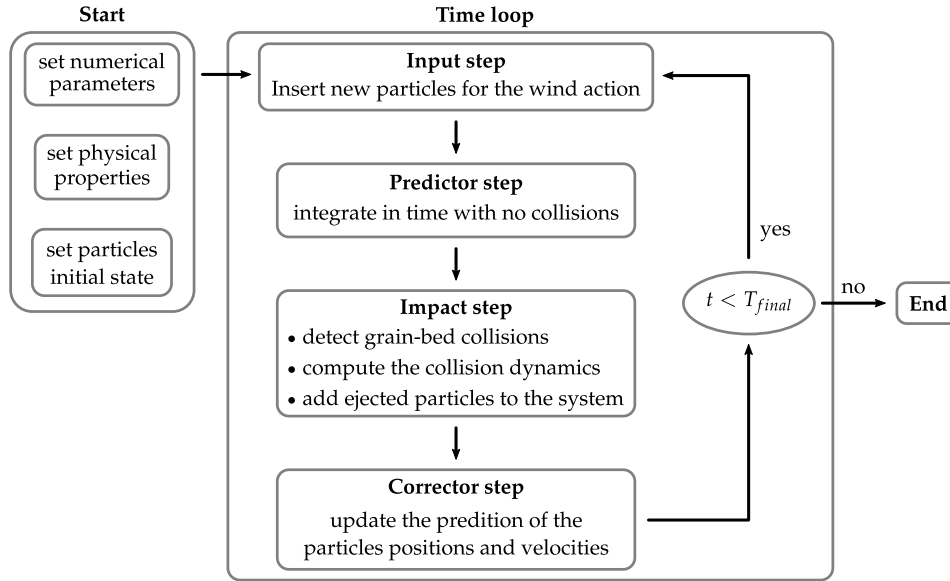 Start
set numerical
parameters
set physical
properties
set particles
initial state
Time loop
Input step
Insert new particles for the wind action
Predictor step
integrate in time with no collisions
Impact step
• detect grain-bed collisions
• compute the collision dynamics
• add ejected particles to the system
Corrector step
update the predition of the
particles positions and velocities
yes
t < T_final
no
End